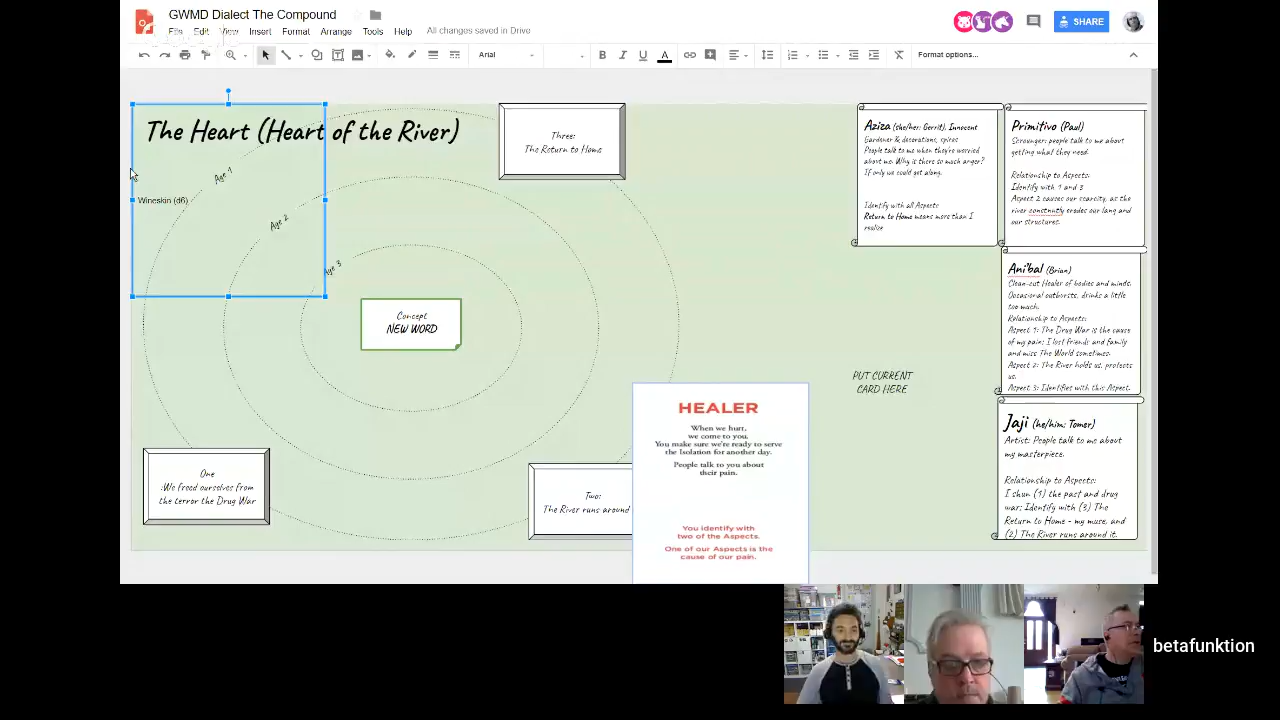 GWMD Dialect The Compound
File Edit View Insert Format Arrange Tools Help All changes saved in Drive
SHARE
Arial
B I U A
Format options...
The Heart (Heart of the River)
Age 1
Age 2
Age 3
Wineskin (d6)
Concept
NEW WORD
Three:
The Return to Home
One
:We freed ourselves from
the terror the Drug War
Two:
The River runs around
HEALER
When we hurt,
we come to you.
You make sure we're ready to serve
the Isolation for another day.
People talk to you about
their pain.
You identify with
two of the Aspects.
One of our Aspects is the
cause of our pain.
PUT CURRENT
CARD HERE
Aziza (she/her: Gerrit), Innocent
Gardener & decorations, spiros
People talk to me when they're worried
about me. Why is there so much anger?
If only we could get along.
Identify with all Aspects
Return to Home means more than I
realize
Primitivo (Paul)
Scrounger: people talk to me about
getting what they need.
Relationship to Aspects:
Identify with 1 and 3
Aspect 2 causes our scarcity, as the
river constnutly erodes our lang and
our structures.
Ani'bal (Brian)
Clean-cut Healer of bodies and minds.
Occasional outbursts, drinks a little
too much.
Relationship to Aspects:
Aspect 1: The Drug War is the cause
of my pain; I lost friends and family
and miss The World sometimes.
Aspect 2: The River holds us, protects
us.
Aspect 3: Identifies with this Aspect.
Jaji (he/him: Tomer)
Artist: People talk to me about
my masterpiece.
Relationship to Aspects:
I shun (1) the past and drug
war; Identify with (3) The
Return to Home - my muse, and
(2) The River runs around it.
betafunktion